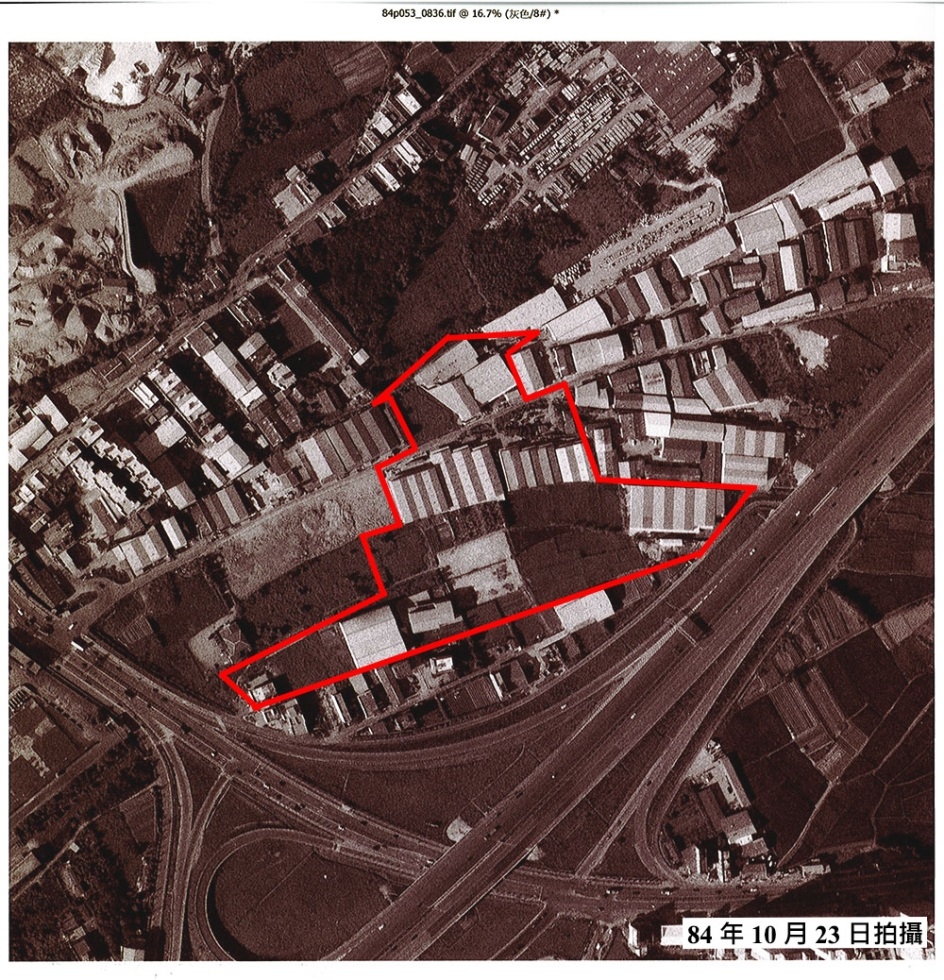 84p053_0836.tif @ 16.7% (灰色/8#) *
84 年 10 月 23 日拍攝